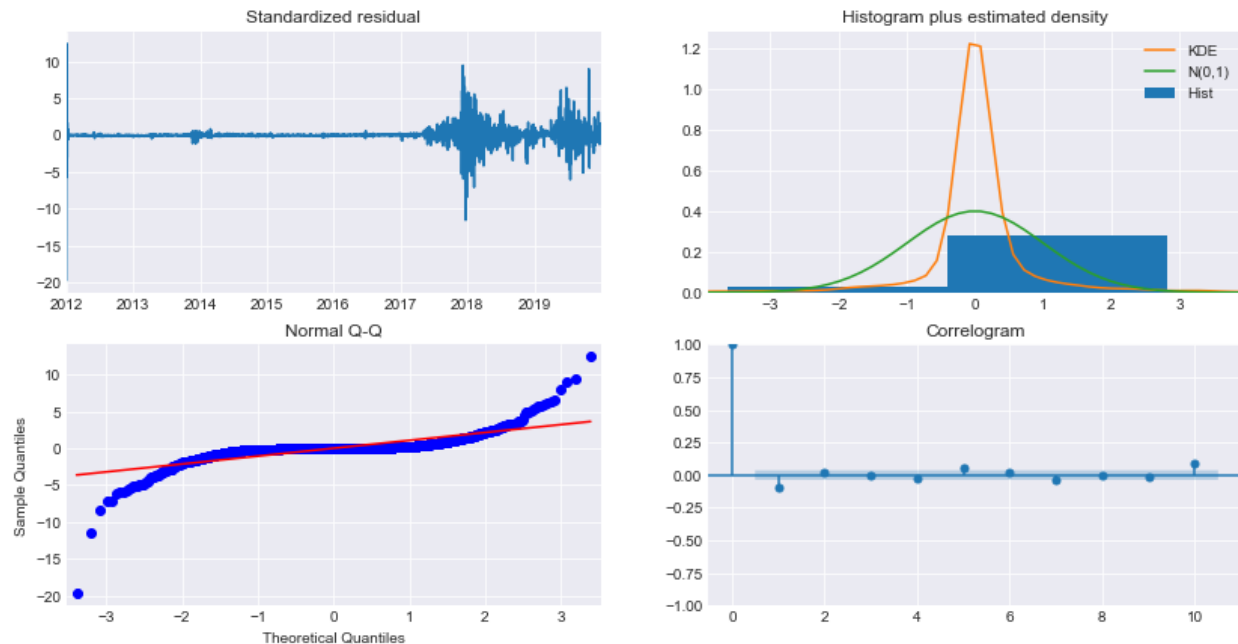 Standardized residual
10
5
0
−5
−10
−15
−20
2012 2013 2014 2015 2016 2017 2018 2019
Histogram plus estimated density
KDE
N(0,1)
Hist
1.2
1.0
0.8
0.6
0.4
0.2
0.0
−3 −2 −1 0 1 2 3
Normal Q-Q
Sample Quantiles
10
5
0
−5
−10
−15
−20
−3 −2 −1 0 1 2 3
Theoretical Quantiles
Correlogram
1.00
0.75
0.50
0.25
0.00
−0.25
−0.50
−0.75
−1.00
0 2 4 6 8 10